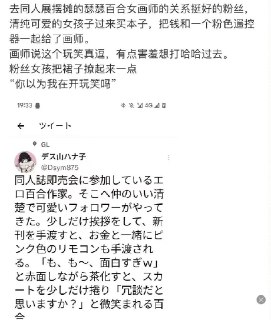 去同人展摆摊的瑟瑟百合女画师的关系挺好的粉丝，
清纯可爱的女孩子过来买本子，把钱和一个粉色遥控
器一起给了画师。
画师说这个玩笑真逗，有点害羞想打哈哈过去。
粉丝女孩把裙子撩起来一点
“你以为我在开玩笑吗”
19:33
4G
← ツイート
GL
デス山ハナ子
@Dsym875
同人誌即売会に参加しているエ
ロ百合作家。そこへ仲のいい清
楚で可愛いフォロワーがやって
きた。少しだけ挨拶をして、新
刊を手渡すと、お金と一緒にピ
ンク色のリモコンも手渡され
る。「も、も〜、面白すぎw」
と赤面しながら茶化すと、スカ
ートを少しだけ捲り「冗談だと
思いますか？」と微笑まれる百
合